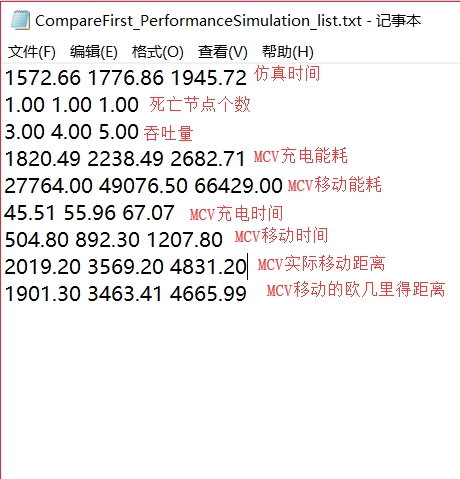 CompareFirst_PerformanceSimulation_list.txt - 记事本
文件(F) 编辑(E) 格式(O) 查看(V) 帮助(H)
1572.66 1776.86 1945.72 仿真时间
1.00 1.00 1.00 死亡节点个数
3.00 4.00 5.00 吞吐量
1820.49 2238.49 2682.71 MCV充电能耗
27764.00 49076.50 66429.00 MCV移动能耗
45.51 55.96 67.07 MCV充电时间
504.80 892.30 1207.80 MCV移动时间
2019.20 3569.20 4831.20 MCV实际移动距离
1901.30 3463.41 4665.99 MCV移动的欧几里得距离